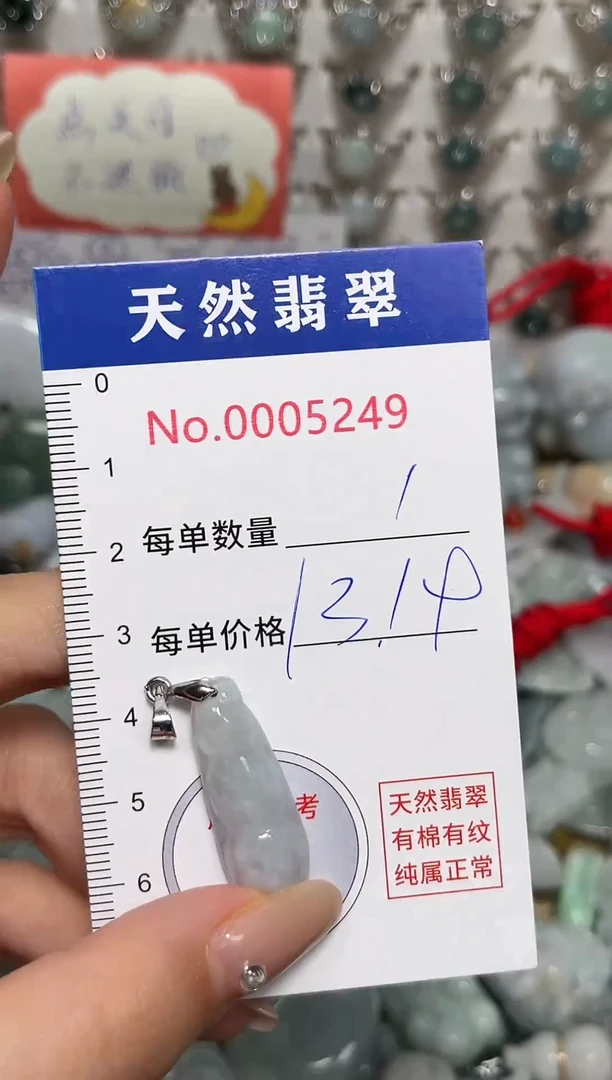 天然翡翠
No.0005249
0
1
2
3
4
5
6
每单数量 1
每单价格 13.14
考
天然翡翠
有棉有纹
纯属正常